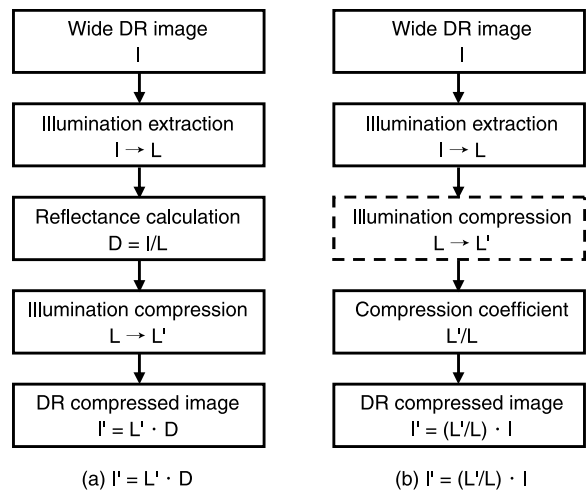 Wide DR image
I
Illumination extraction
I → L
Reflectance calculation
D = I/L
Illumination compression
L → L'
DR compressed image
I' = L' · D
(a) I' = L' · D
Wide DR image
I
Illumination extraction
I → L
Illumination compression
L → L'
Compression coefficient
L'/L
DR compressed image
I' = (L'/L) · I
(b) I' = (L'/L) · I